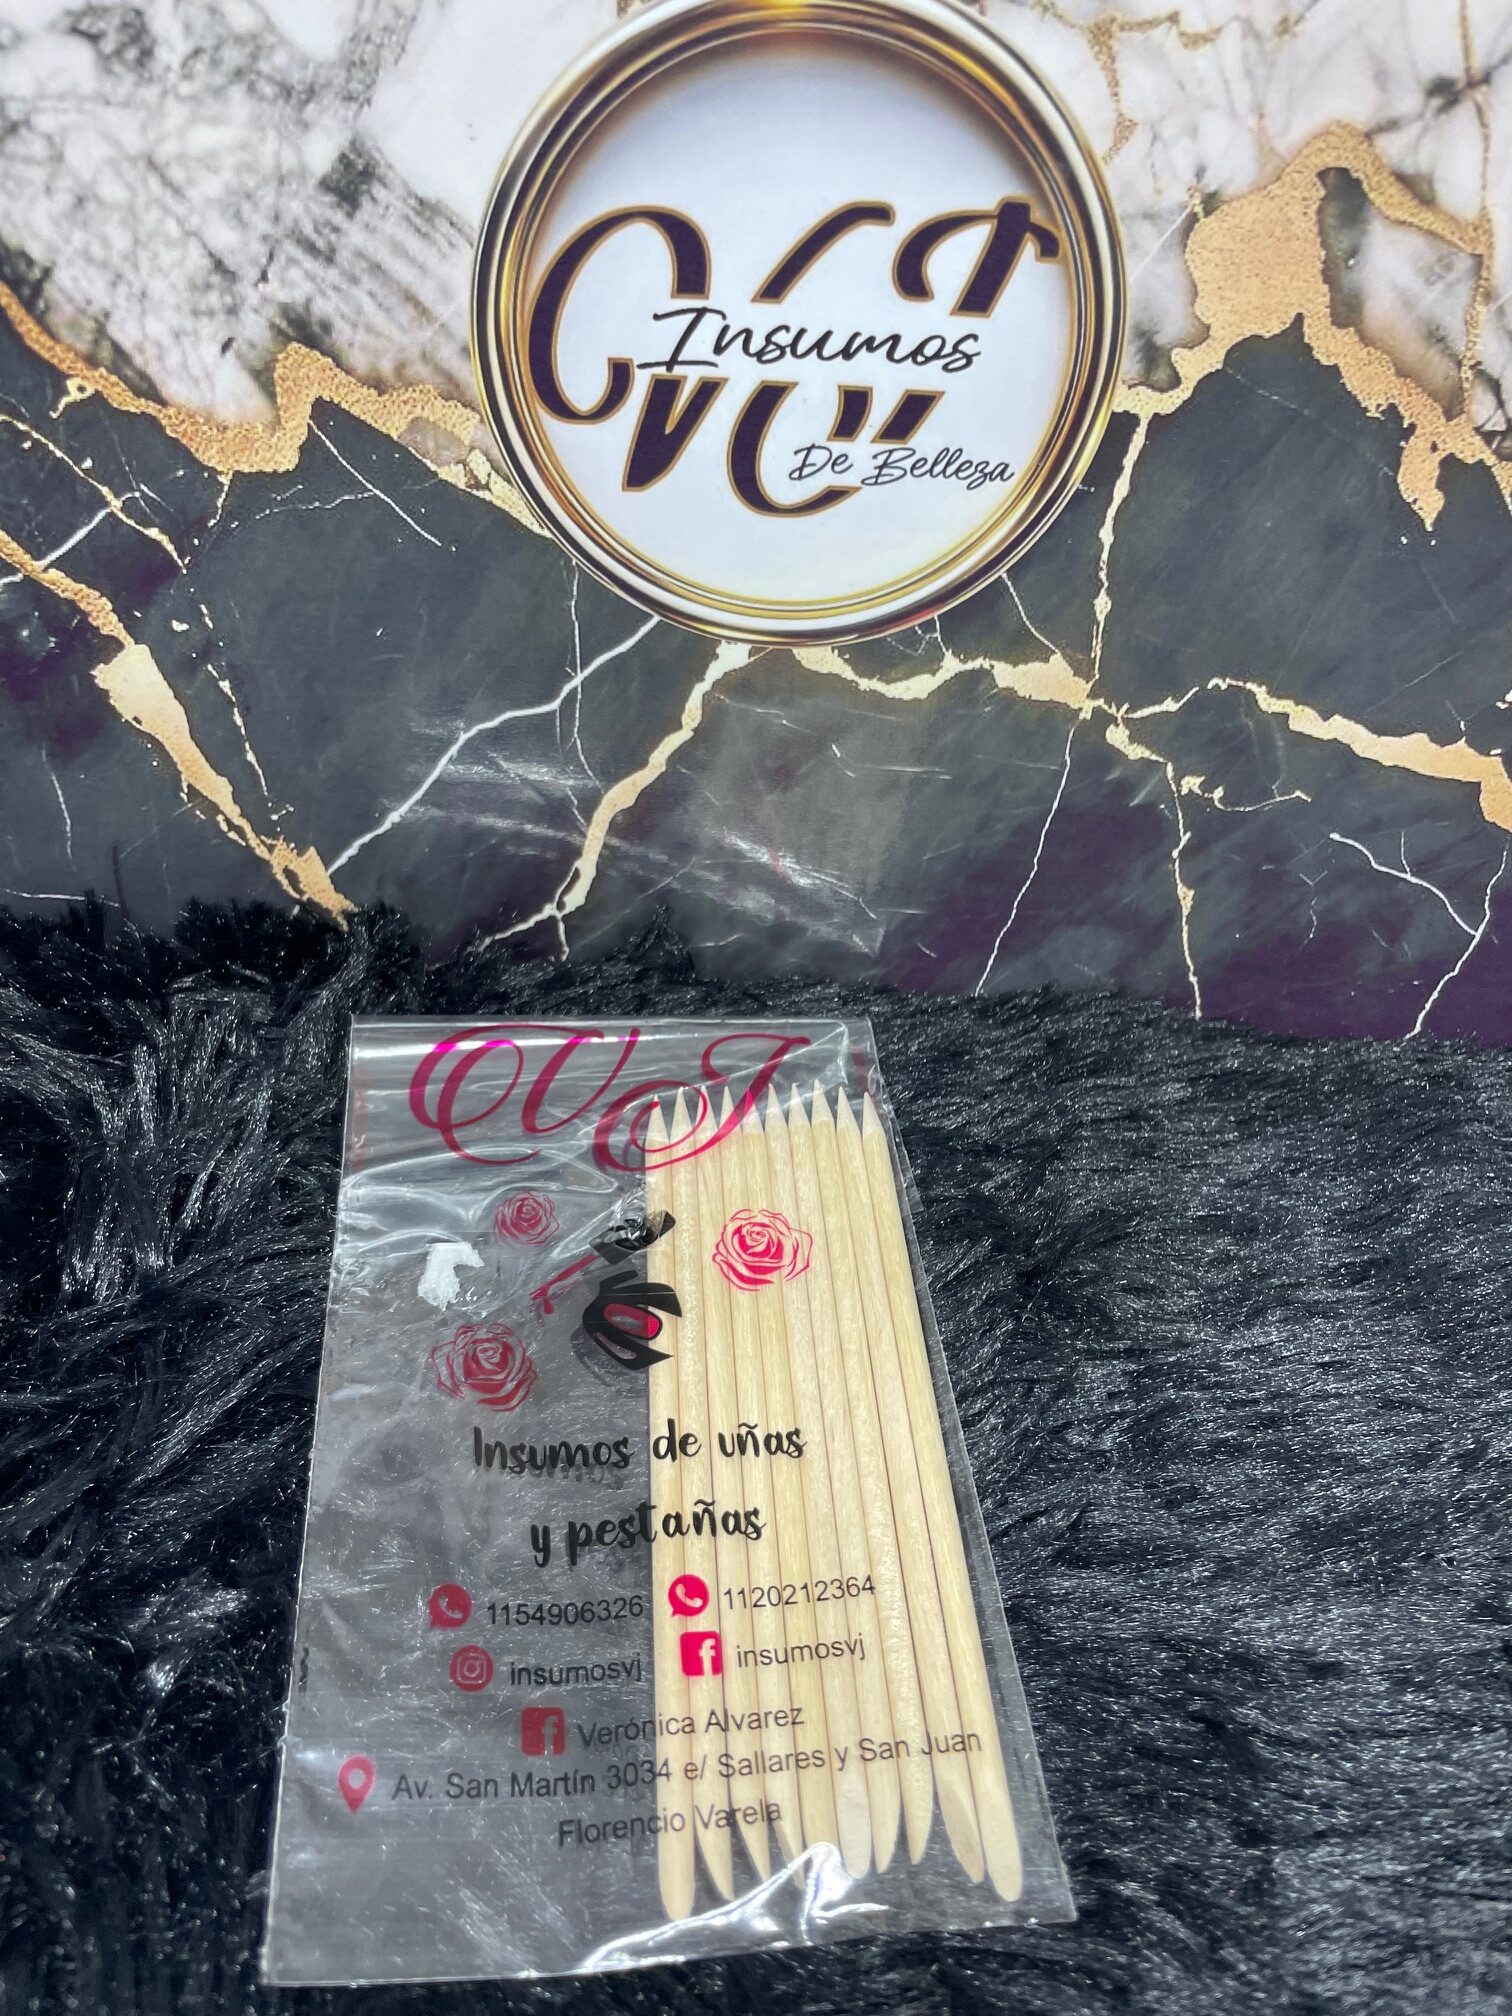 VJ
Insumos
De Belleza
VJ
Insumos de uñas
y pestañas
1154906326 1120212364
insumosvj insumosvj
Verónica Alvarez
Av. San Martín 3034 e/ Sallares y San Juan
Florencio Varela